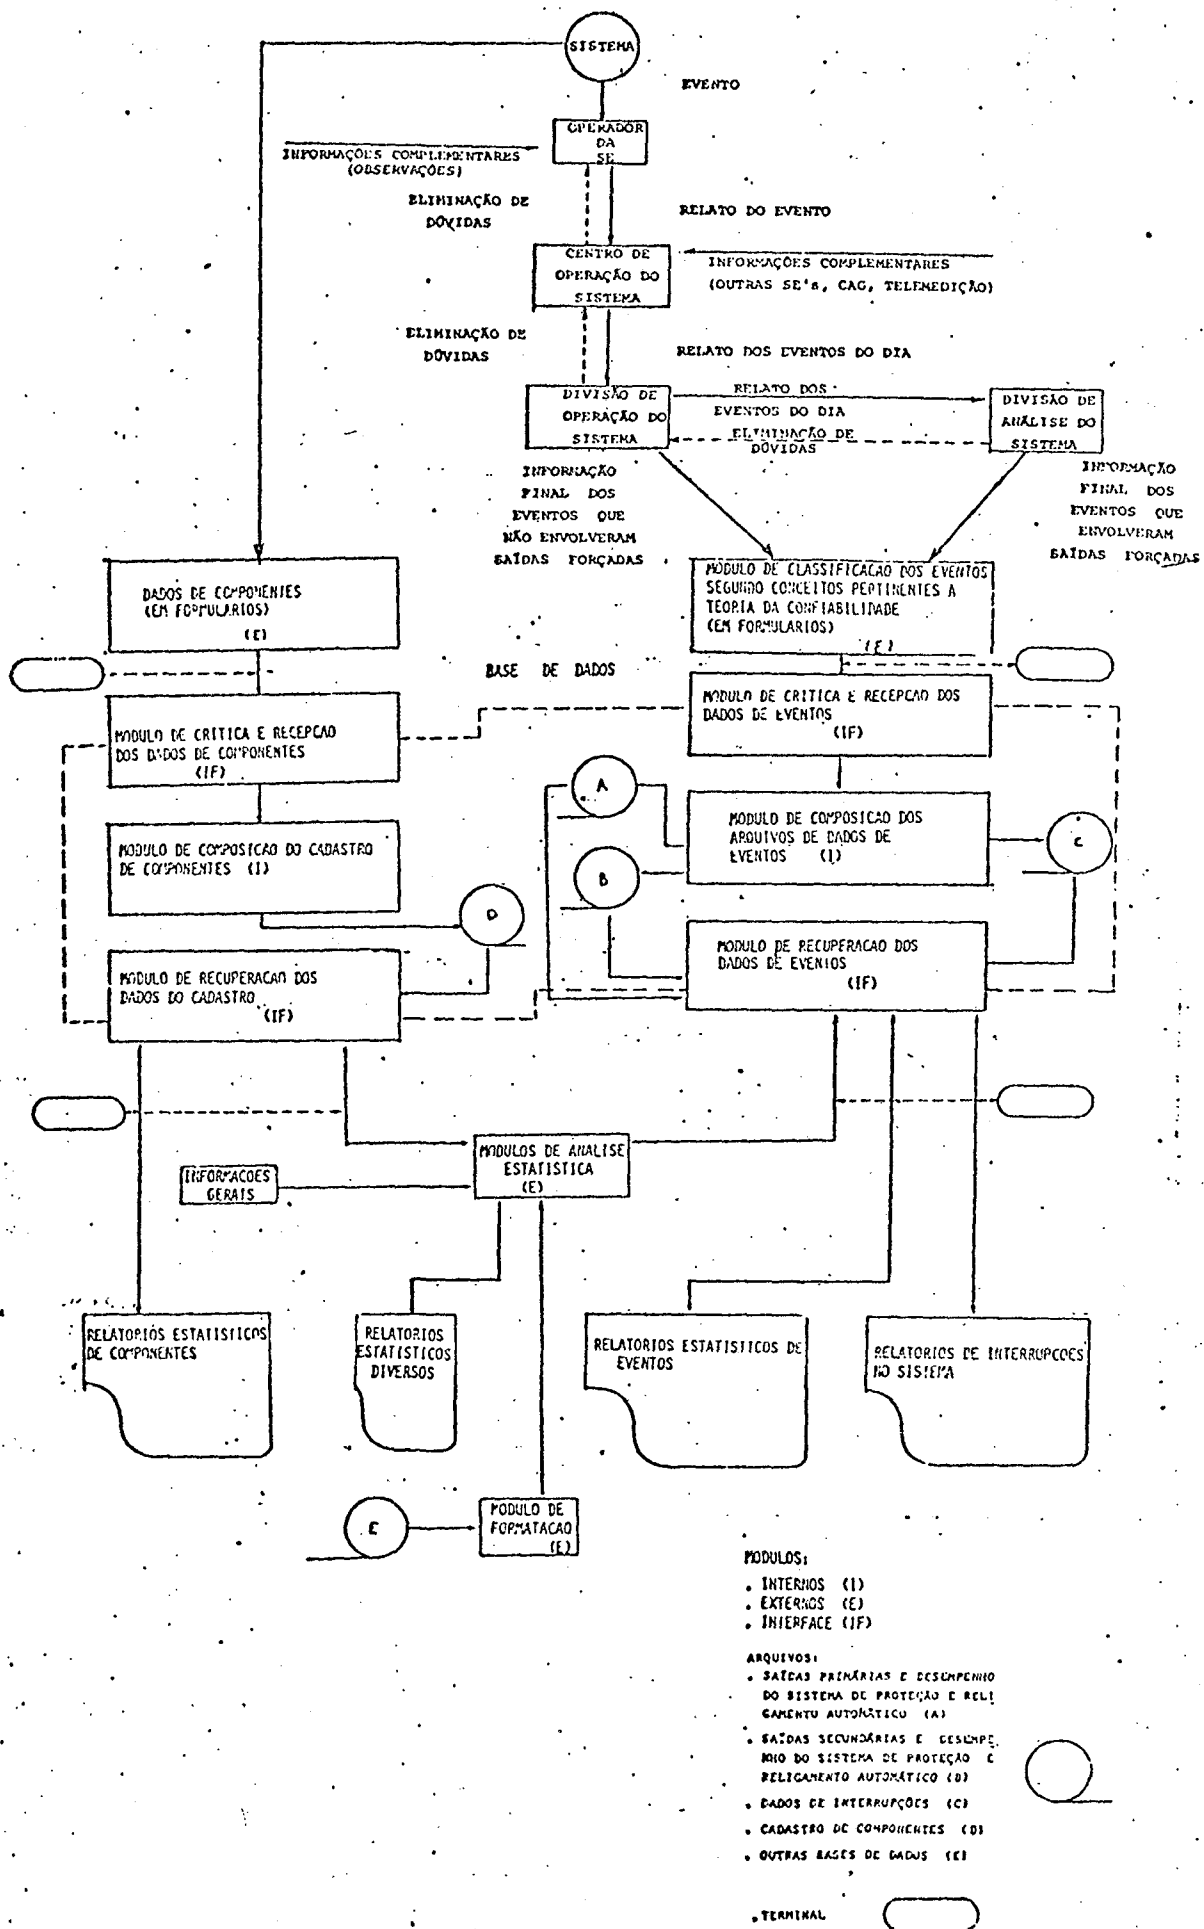 SISTEMA
EVENTO
OPERADOR
DA
SE
INFORMAÇÕES COMPLEMENTARES
(OBSERVAÇÕES)
ELIMINAÇÃO DE
DÚVIDAS
RELATO DO EVENTO
CENTRO DE
OPERAÇÃO DO
SISTEMA
INFORMAÇÕES COMPLEMENTARES
(OUTRAS SE's, CAG, TELEMEDIÇÃO)
ELIMINAÇÃO DE
DÚVIDAS
RELATO DOS EVENTOS DO DIA
DIVISÃO DE
OPERAÇÃO DO
SISTEMA
RELATO DOS
EVENTOS DO DIA
ELIMINAÇÃO DE
DÚVIDAS
DIVISÃO DE
ANÁLISE DO
SISTEMA
INFORMAÇÃO
FINAL DOS
EVENTOS QUE
NÃO ENVOLVERAM
SAÍDAS FORÇADAS
INFORMAÇÃO
FINAL DOS
EVENTOS QUE
ENVOLVERAM
SAÍDAS FORÇADAS
DADOS DE COMPONENTES
(EM FORMULARIOS)
(E)
MODULO DE CLASSIFICACAO DOS EVENTOS
SEGUNDO CONCEITOS PERTINENTES A
TEORIA DA CONFIABILIDADE
(EM FORMULARIOS)
(E)
BASE DE DADOS
MODULO DE CRITICA E RECEPCAO
DOS DADOS DE COMPONENTES
(IF)
MODULO DE CRITICA E RECEPCAO DOS
DADOS DE EVENTOS
(IF)
A
MODULO DE COMPOSICAO DOS
ARQUIVOS DE DADOS DE
EVENTOS (I)
C
B
MODULO DE COMPOSICAO DO CADASTRO
DE COMPONENTES (I)
D
MODULO DE RECUPERACAO DOS
DADOS DO CADASTRO
(IF)
MODULO DE RECUPERACAO DOS
DADOS DE EVENTOS
(IF)
MODULOS DE ANALISE
ESTATISTICA
(E)
INFORMACOES
GERAIS
RELATORIOS ESTATISTICOS
DE COMPONENTES
RELATORIOS
ESTATISTICOS
DIVERSOS
RELATORIOS ESTATISTICOS DE
EVENTOS
RELATORIOS DE INTERRUPCOES
NO SISTEMA
E
MODULO DE
FORMATACAO
(E)
MODULOS:
. INTERNOS (I)
. EXTERNOS (E)
. INTERFACE (IF)
ARQUIVOS:
. SAÍDAS PRIMÁRIAS E DESEMPENHO
DO SISTEMA DE PROTEÇÃO E RELI
GAMENTO AUTOMÁTICO (A)
. SAÍDAS SECUNDÁRIAS E DESEMPE
NHO DO SISTEMA DE PROTEÇÃO E
RELIGAMENTO AUTOMÁTICO (B)
. DADOS DE INTERRUPÇÕES (C)
. CADASTRO DE COMPONENTES (D)
. OUTRAS BASES DE DADOS (E)
. TERMINAL